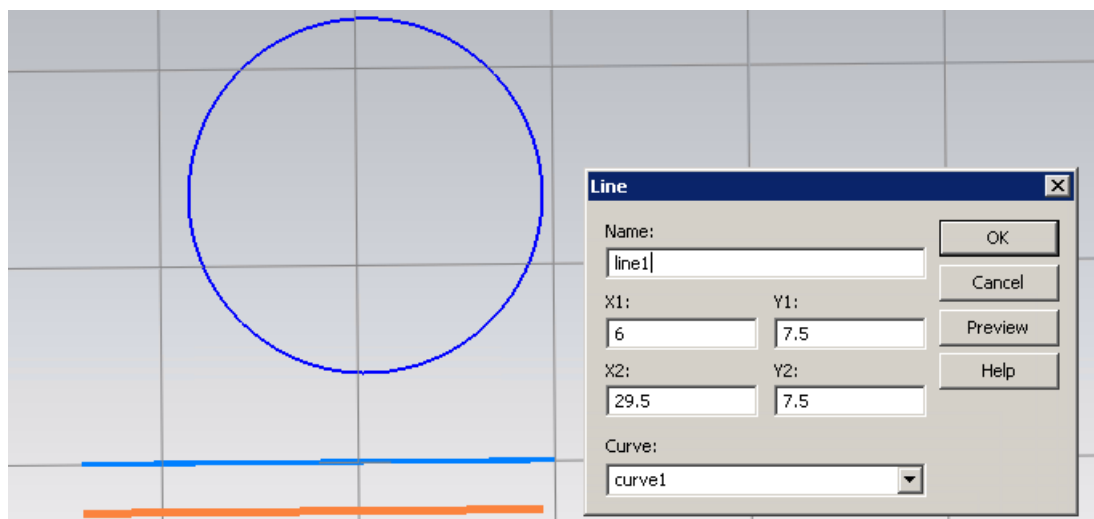 Line
Name:
line1
X1:
Y1:
6
7.5
X2:
Y2:
29.5
7.5
Curve:
curve1
OK
Cancel
Preview
Help